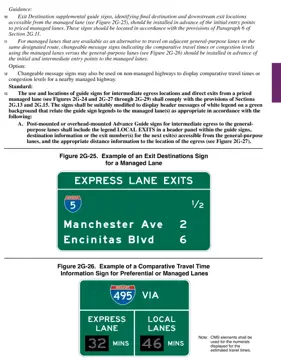 Guidance:
Exit Destination supplemental guide signs, identifying final destination and downstream exit locations
accessible from the managed lane (see Figure 2G-25), should be installed in advance of the initial entry points
to priced managed lanes. These signs should be located in accordance with the provisions of Paragraph 6 of
Section 2G.11.
For managed lanes that are available as an alternative to travel on adjacent general-purpose lanes on the
same designated route, changeable message signs indicating the comparative travel times or congestion levels
using the managed lanes versus the general-purpose lanes (see Figure 2G-26) should be installed in advance of
the initial and intermediate entry points to the managed lanes.
Option:
Changeable message signs may also be used on non-managed highways to display comparative travel times or
congestion levels for a nearby managed highway.
Standard:
The use and locations of guide signs for intermediate egress locations and direct exits from a priced
managed lane (see Figures 2G-24 and 2G-27 through 2G-29) shall comply with the provisions of Sections
2G.13 and 2G.15. The signs shall be suitably modified to display header messages of white legend on a green
background that relate the guide sign legends to the managed lane(s) as appropriate in accordance with the
following:
A. Post-mounted or overhead-mounted Advance Guide signs for intermediate egress to the general-
purpose lanes shall include the legend LOCAL EXITS in a header panel within the guide signs,
destination information or the exit number(s) for the next exit(s) accessible from the general-purpose
lanes, and the appropriate distance information to the location of the egress (see Figure 2G-27).
Figure 2G-25. Example of an Exit Destinations Sign
for a Managed Lane
EXPRESS LANE EXITS
5
1/2
Manchester Ave 2
Encinitas Blvd 6
Figure 2G-26. Example of a Comparative Travel Time
Information Sign for Preferential or Managed Lanes
495 VIA
EXPRESS LOCAL
LANE LANES
32 MINS 46 MINS
Note: CMS elements shall be
used for the numerals
displayed for the
estimated travel times.